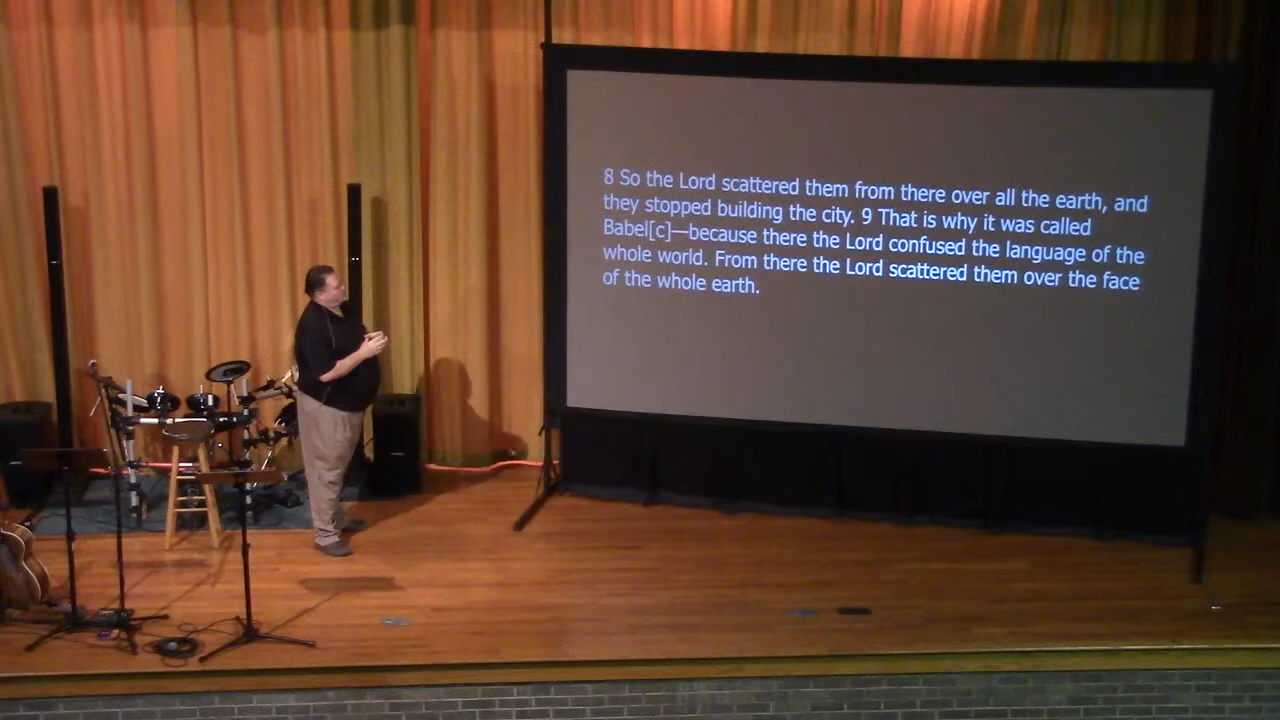 8 So the Lord scattered them from there over all the earth, and
they stopped building the city. 9 That is why it was called
Babel[c]—because there the Lord confused the language of the
whole world. From there the Lord scattered them over the face
of the whole earth.